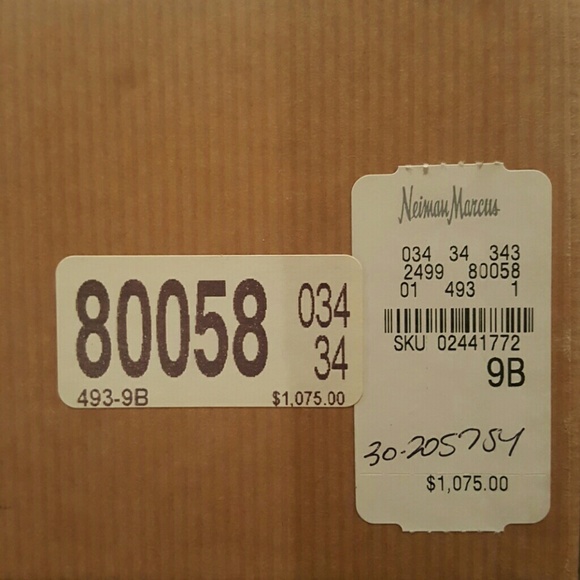 80058
034
34
493-9B
$1,075.00
Neiman Marcus
034 34 343
2499 80058
01 493 1
SKU 02441772
9B
30-205754
$1,075.00